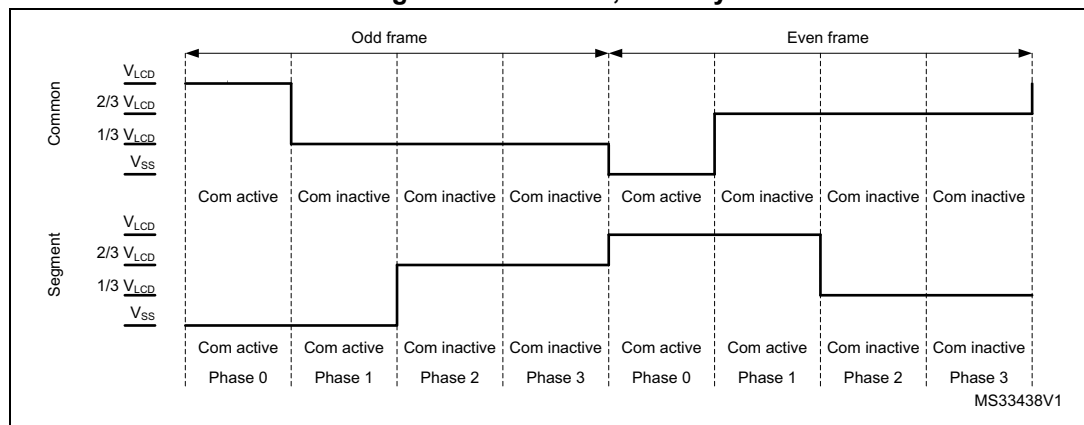 Odd frame Even frame
Common
VLCD
2/3 VLCD
1/3 VLCD
VSS
Com active Com inactive Com inactive Com inactive Com active Com inactive Com inactive Com inactive
Segment
VLCD
2/3 VLCD
1/3 VLCD
VSS
Com active Com active Com inactive Com inactive Com active Com active Com inactive Com inactive
Phase 0 Phase 1 Phase 2 Phase 3 Phase 0 Phase 1 Phase 2 Phase 3
MS33438V1